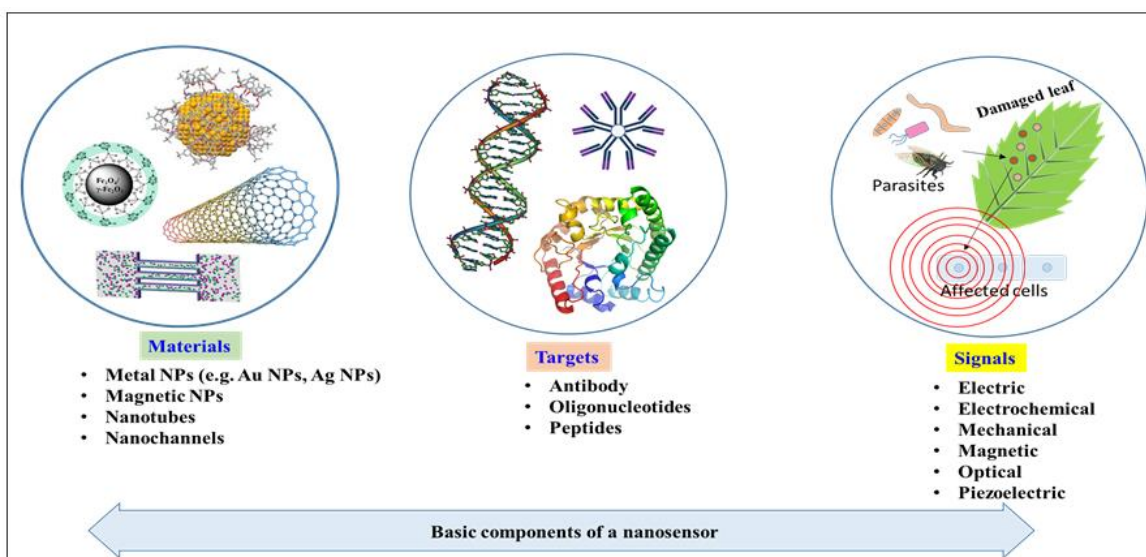 Fe3O4/
γ-Fe2O3
Damaged leaf
Parasites
Affected cells
Materials
• Metal NPs (e.g. Au NPs, Ag NPs)
• Magnetic NPs
• Nanotubes
• Nanochannels
Targets
• Antibody
• Oligonucleotides
• Peptides
Signals
• Electric
• Electrochemical
• Mechanical
• Magnetic
• Optical
• Piezoelectric
Basic components of a nanosensor